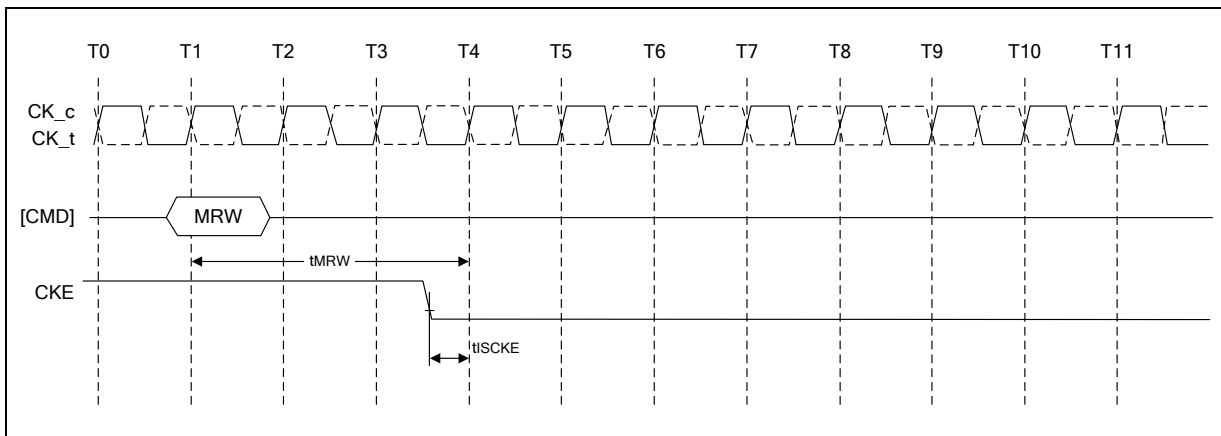 T0 T1 T2 T3 T4 T5 T6 T7 T8 T9 T10 T11
CK_c
CK_t
[CMD] MRW
tMRW
CKE
tISCKE